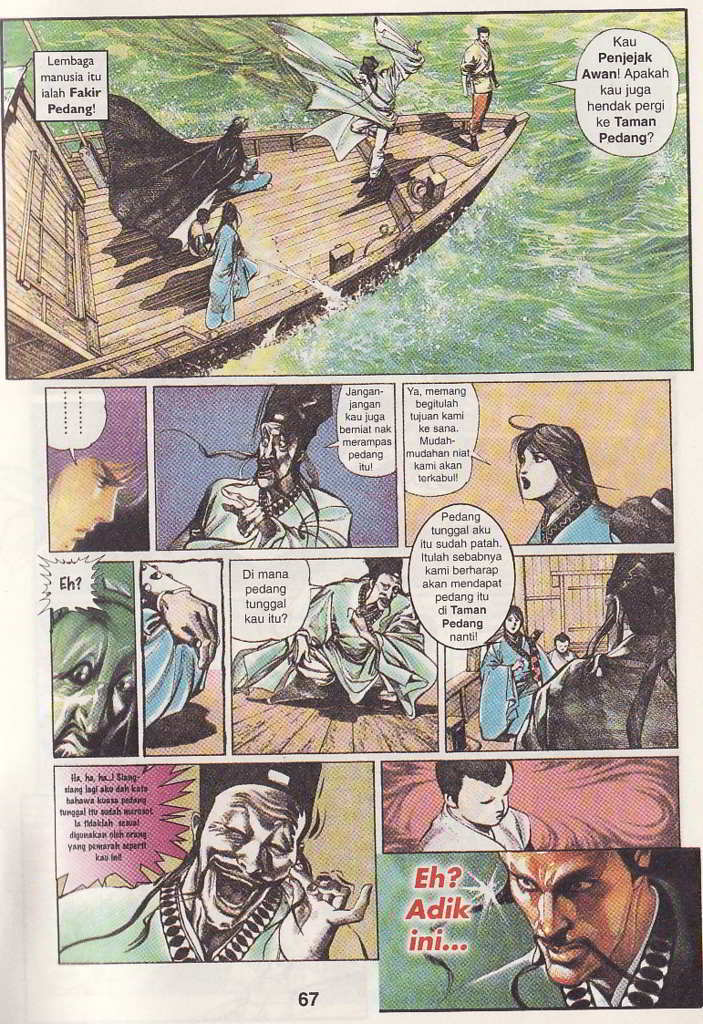 Lembaga
manusia itu
ialah Fakir
Pedang!
Kau
Penjejak
Awan! Apakah
kau juga
hendak pergi
ke Taman
Pedang?
Jangan-
jangan
kau juga
berniat nak
merampas
pedang
itu!
Ya, memang
begitulah
tujuan kami
ke sana.
Mudah-
mudahan niat
kami akan
terkabul!
Eh?
Di mana
pedang
tunggal
kau itu?
Pedang
tunggal aku
itu sudah patah.
Itulah sebabnya
kami berharap
akan mendapat
pedang itu
di Taman
Pedang
nanti!
Ha, ha, ha..! Siang-
siang lagi aku dah kata
bahawa kuasa pedang
tunggal itu sudah merosot.
Ia tidaklah sesuai
digunakan oleh orang
yang pemarah seperti
kau ini!
Eh?
Adik
ini...
67